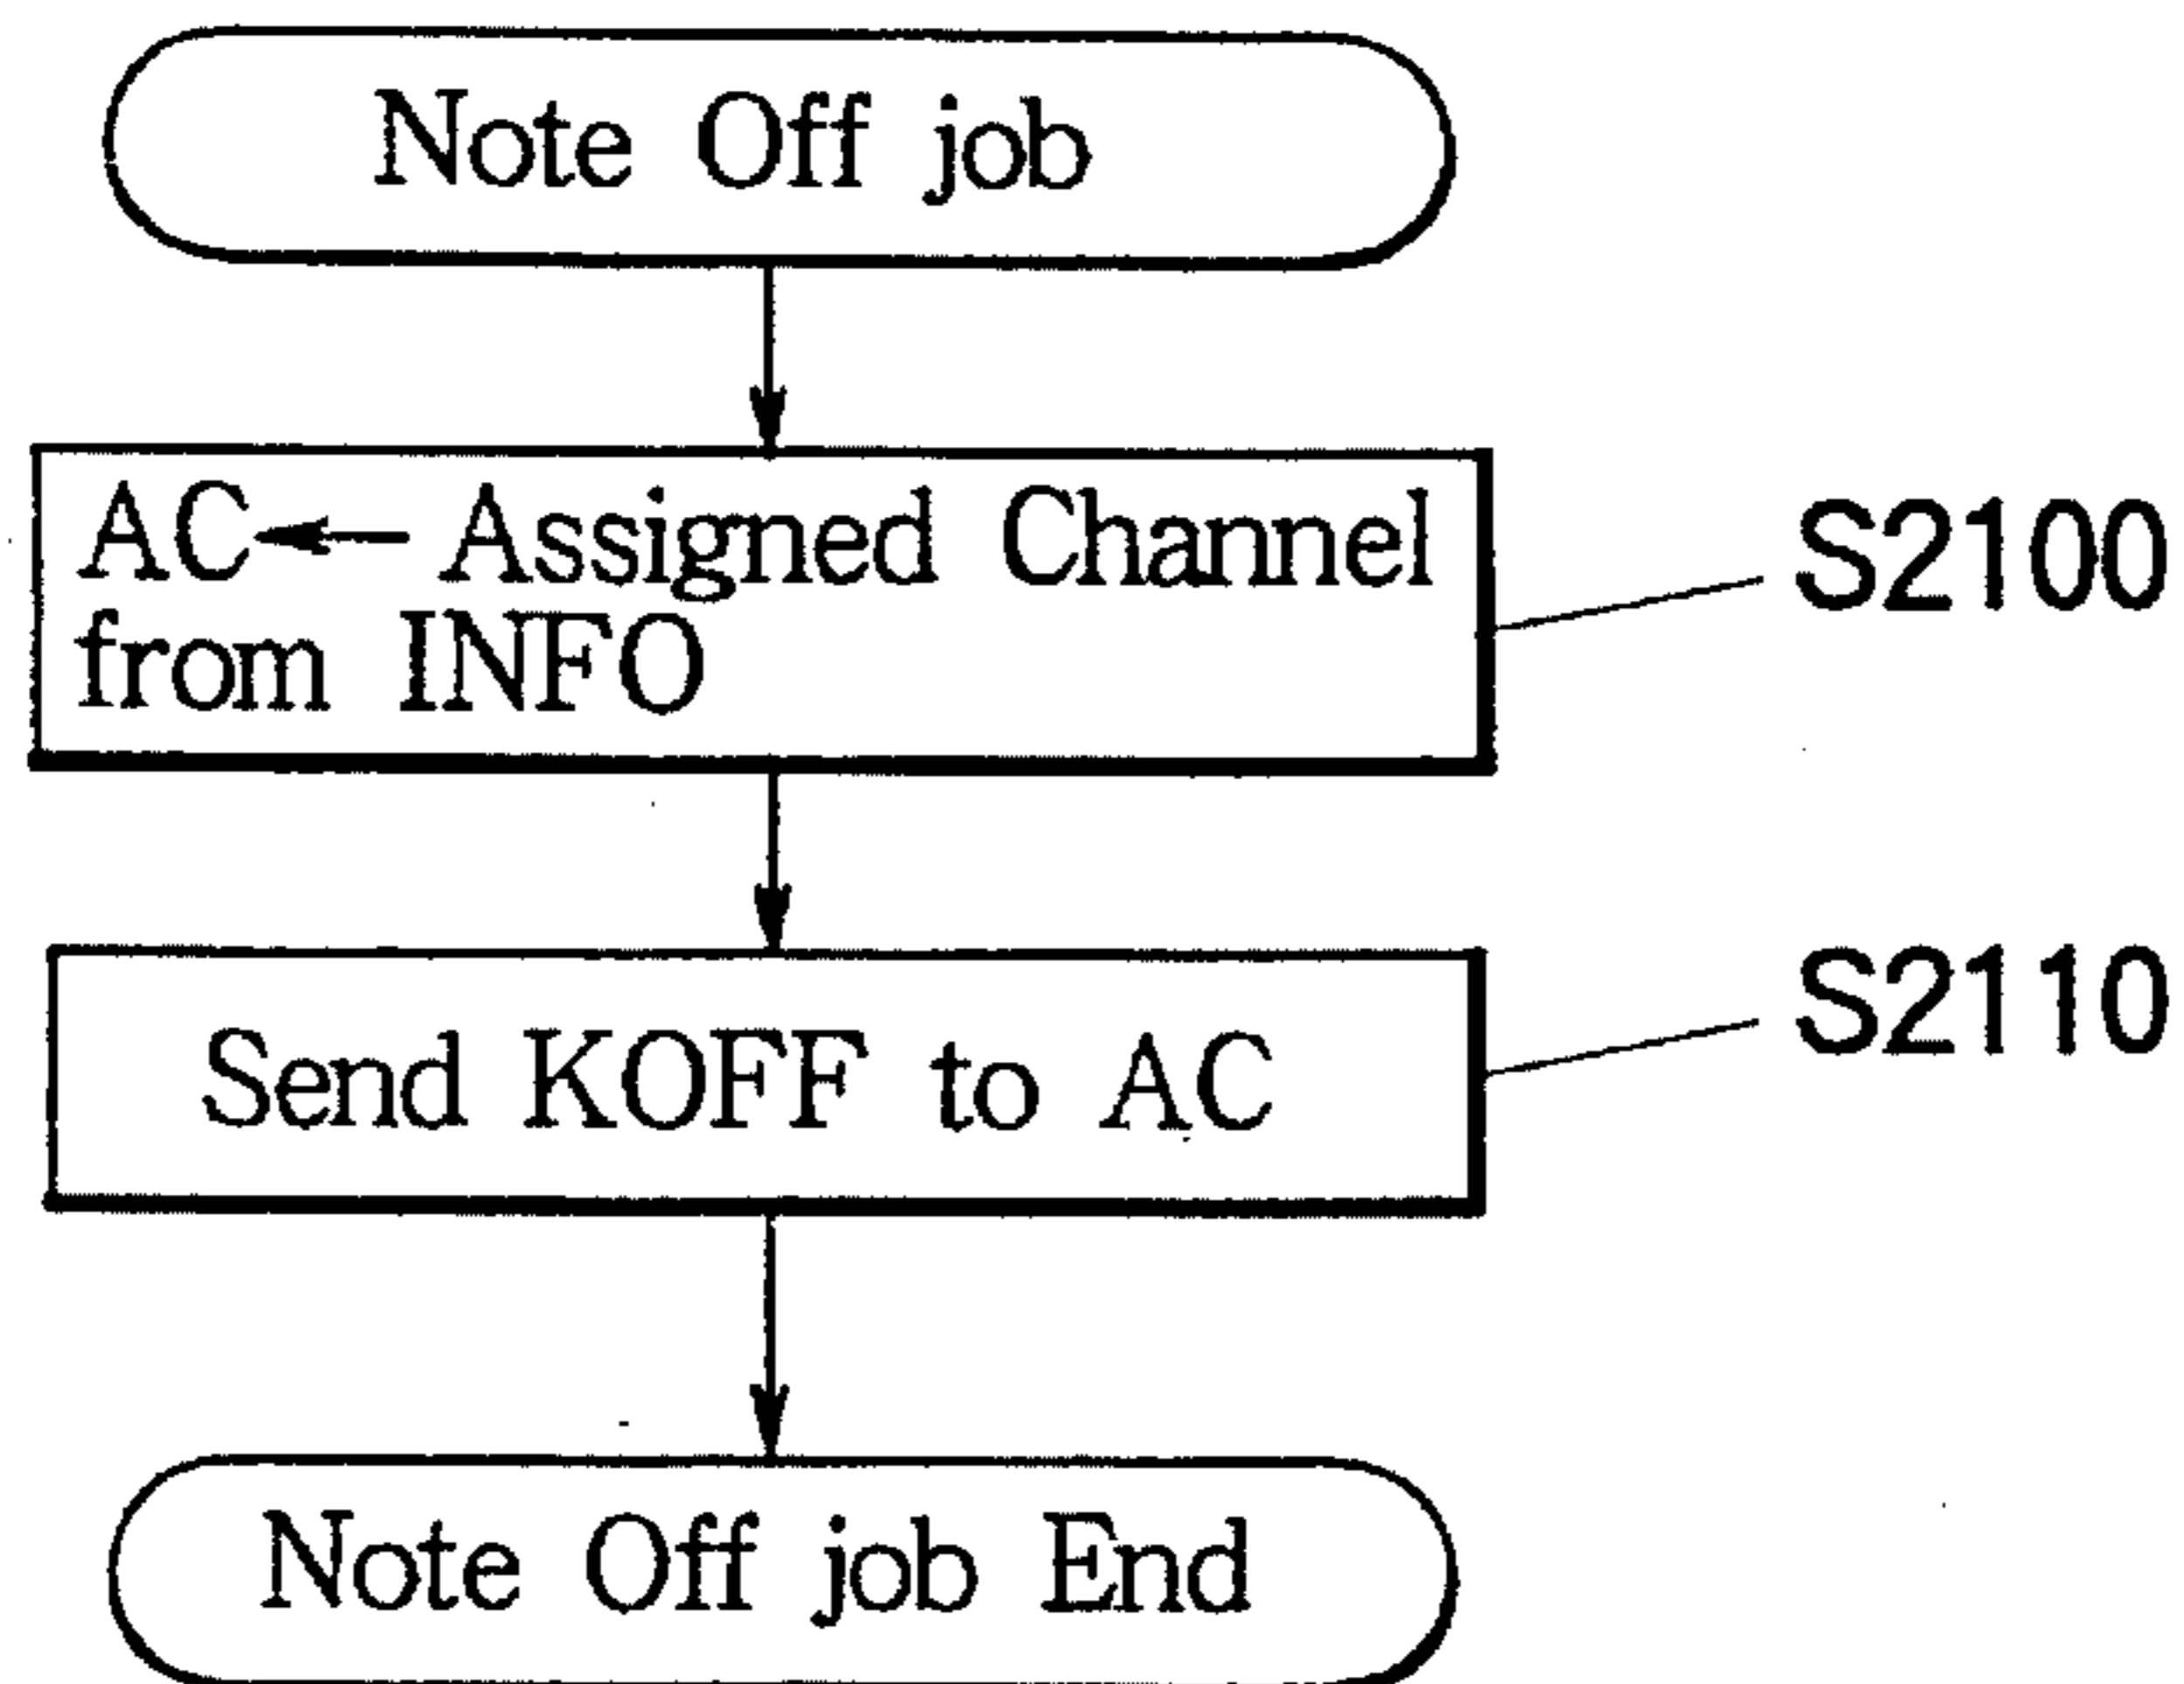 Note Off job
AC← Assigned Channel
from INFO
S2100
Send KOFF to AC
S2110
Note Off job End